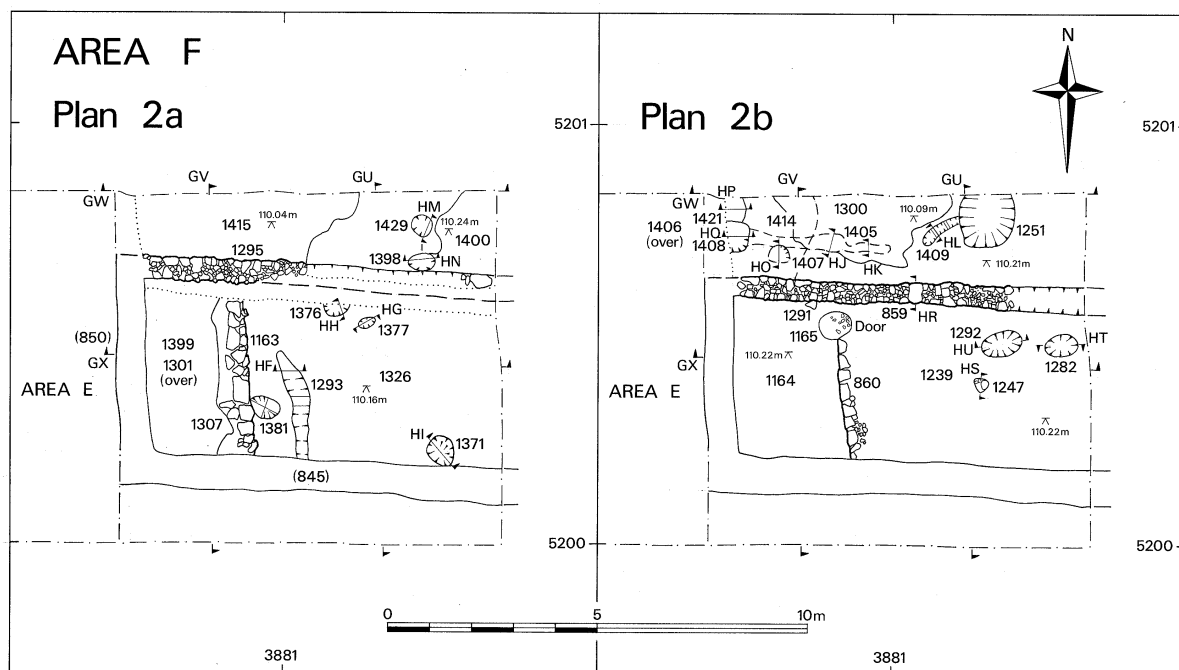 AREA F
Plan 2a
5201
GV
GU
GW
HM
1429
110.24m
1415
110.04m
1400
1295
1398
HN
1376
HG
HH
1377
1163
(850)
1399
GX
1301
(over)
HF
1293
1326
110.16m
AREA E
1307
1381
HI
1371
(845)
5200
3881
N
Plan 2b
5201
HP
GV
GU
GW
1421
1300
110.09m
1406
(over)
1414
1405
HQ
1408
1251
HL
1409
HO
1407
HJ
HK
110.21m
1291
859
HR
1165
Door
1292
HT
110.22m
HU
GX
HS
1282
1164
860
1239
1247
AREA E
110.22m
5200
0
5
10m
3881